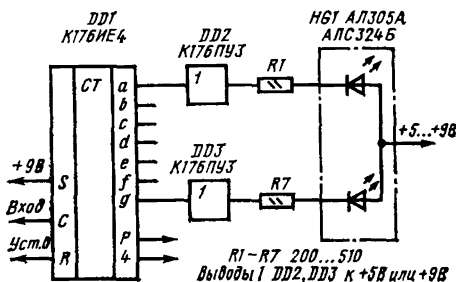 DD1
К176ИЕ4
DD2
К176ПУ3
HG1 АЛ305А,
АЛС324Б
CT
a
b
c
d
e
f
g
P
4
S
C
R
1
R1
+5...+9В
DD3
К176ПУ3
1
R7
+9В
Вход
Уст.0
R1-R7 200...510
Выводы 1 DD2, DD3 к +5В или +9В